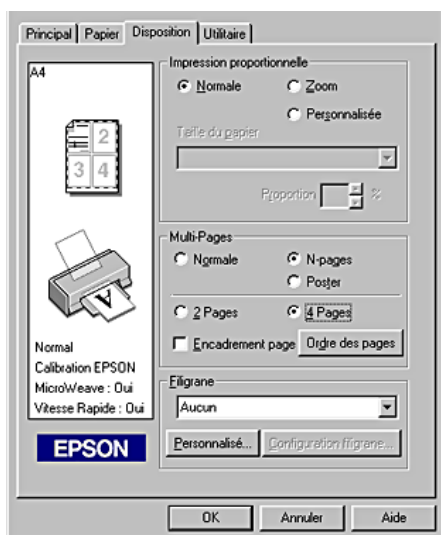 Principal Papier Disposition Utilitaire
A4
2
3 4
Normal
Calibration EPSON
MicroWeave : Oui
Vitesse Rapide : Oui
EPSON
Impression proportionnelle
Normale Zoom
Personnalisée
Taille du papier
Proportion %
Multi-Pages
Normale N-pages
Poster
2 Pages 4 Pages
Encadrement page Ordre des pages
Filigrane
Aucun
Personnalisé... Configuration filigrane...
OK Annuler Aide